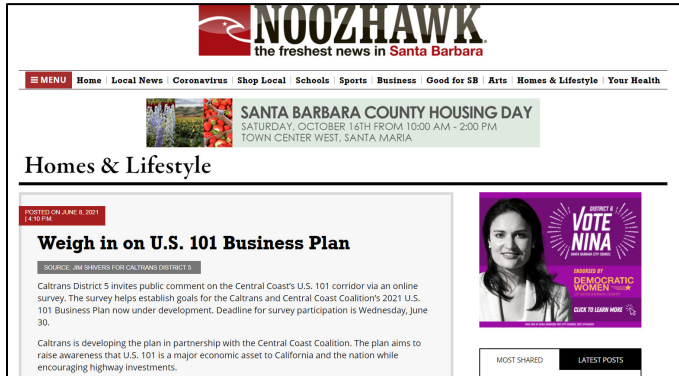 NOOZHAWK
the freshest news in Santa Barbara
MENU Home Local News Coronavirus Shop Local Schools Sports Business Good for SB Arts Homes & Lifestyle Your Health
SANTA BARBARA COUNTY HOUSING DAY
SATURDAY, OCTOBER 16TH FROM 10:00 AM - 2:00 PM
TOWN CENTER WEST, SANTA MARIA
Homes & Lifestyle
POSTED ON JUNE 8, 2021
| 4:10 P.M.
Weigh in on U.S. 101 Business Plan
SOURCE: JIM SHIVERS FOR CALTRANS DISTRICT 5
Caltrans District 5 invites public comment on the Central Coast's U.S. 101 corridor via an online
survey. The survey helps establish goals for the Caltrans and Central Coast Coalition's 2021 U.S.
101 Business Plan now under development. Deadline for survey participation is Wednesday, June
30.
Caltrans is developing the plan in partnership with the Central Coast Coalition. The plan aims to
raise awareness that U.S. 101 is a major economic asset to California and the nation while
encouraging highway investments.
DISTRICT 6
VOTE
NINA
SANTA BARBARA CITY COUNCIL
ENDORSED BY
DEMOCRATIC
WOMEN
CLICK TO LEARN MORE
MOST SHARED LATEST POSTS